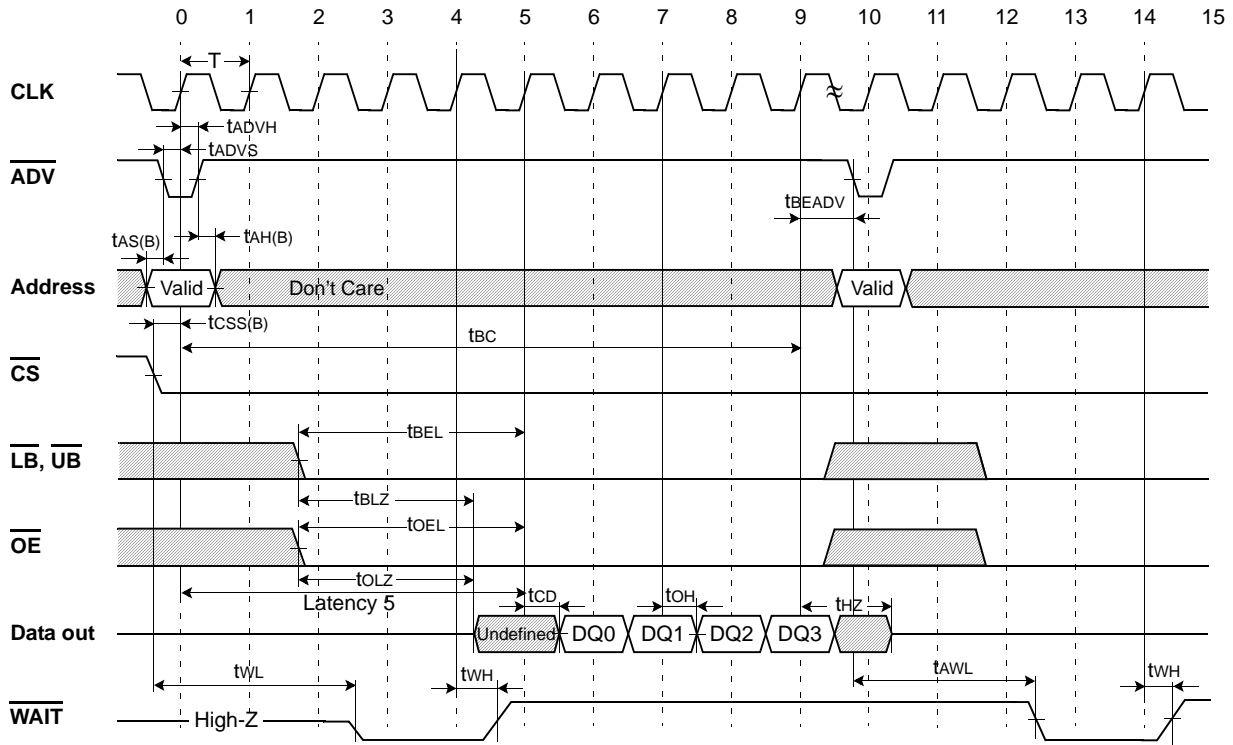 0 1 2 3 4 5 6 7 8 9 10 11 12 13 14 15
T
CLK
tADVH
tADVS
ADV
tBEADV
tAS(B)
tAH(B)
Address
Valid
Don't Care
Valid
tCSS(B)
tBC
CS
tBEL
LB, UB
tBLZ
tOEL
OE
tOLZ
Latency 5
tCD
tOH
tHZ
Data out
Undefined
DQ0
DQ1
DQ2
DQ3
tWL
tWH
tAWL
tWH
WAIT
High-Z